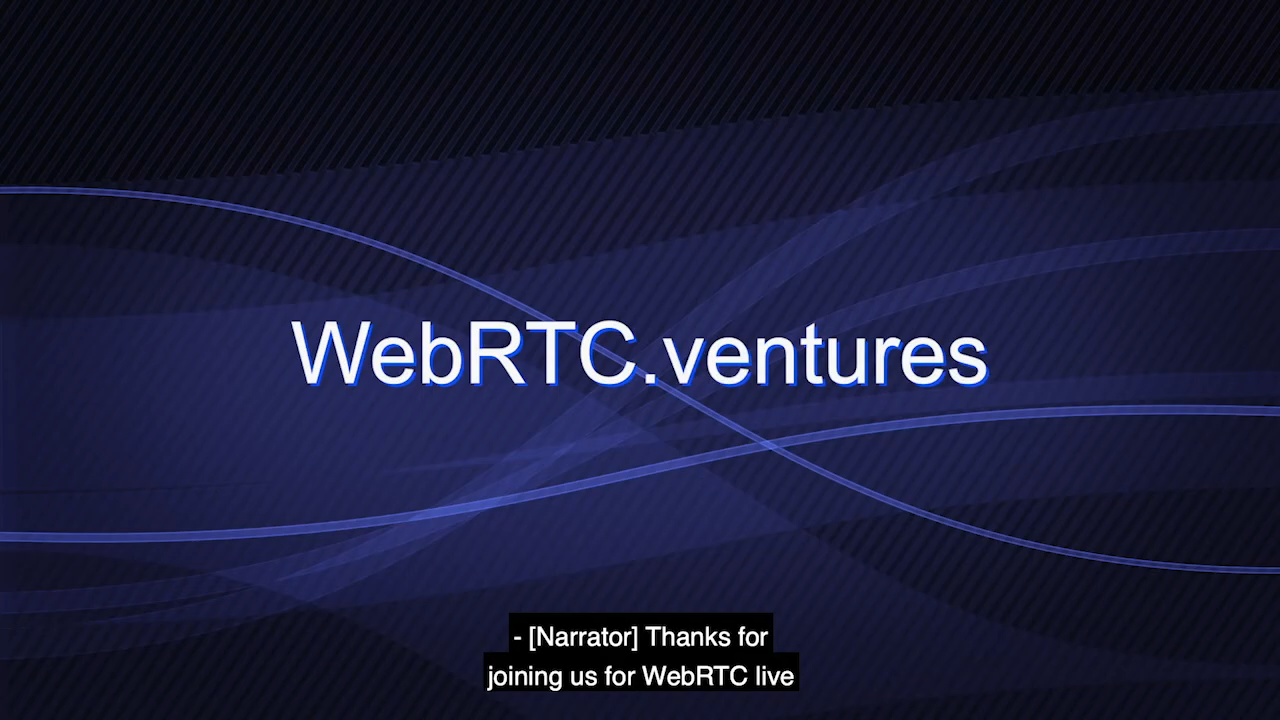 WebRTC.ventures
- [Narrator] Thanks for
joining us for WebRTC live